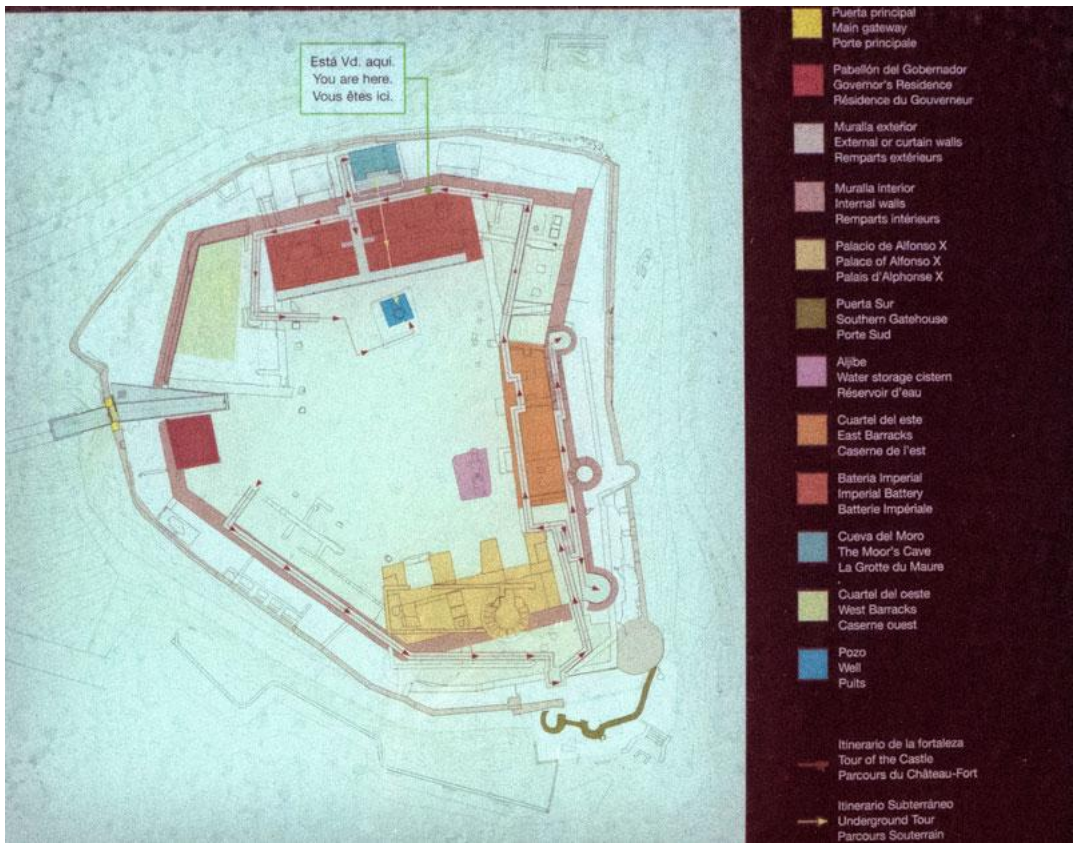 Está Vd. aqui.
You are here.
Vous êtes ici.
Puerta principal
Main gateway
Porte principale
Pabellón del Gobernador
Governor's Residence
Résidence du Gouverneur
Muralla exterior
External or curtain walls
Remparts extérieurs
Muralla interior
Internal walls
Remparts intérieurs
Palacio de Alfonso X
Palace of Alfonso X
Palais d'Alphonse X
Puerta Sur
Southern Gatehouse
Porte Sud
Aljibe
Water storage cistern
Réservoir d'eau
Cuartel del este
East Barracks
Caserne de l'est
Bateria Imperial
Imperial Battery
Batterie Impériale
Cueva del Moro
The Moor's Cave
La Grotte du Maure
Cuartel del oeste
West Barracks
Caserne ouest
Pozo
Well
Puits
Itinerario de la fortaleza
Tour of the Castle
Parcours du Château-Fort
Itinerario Subterráneo
Underground Tour
Parcours Souterrain